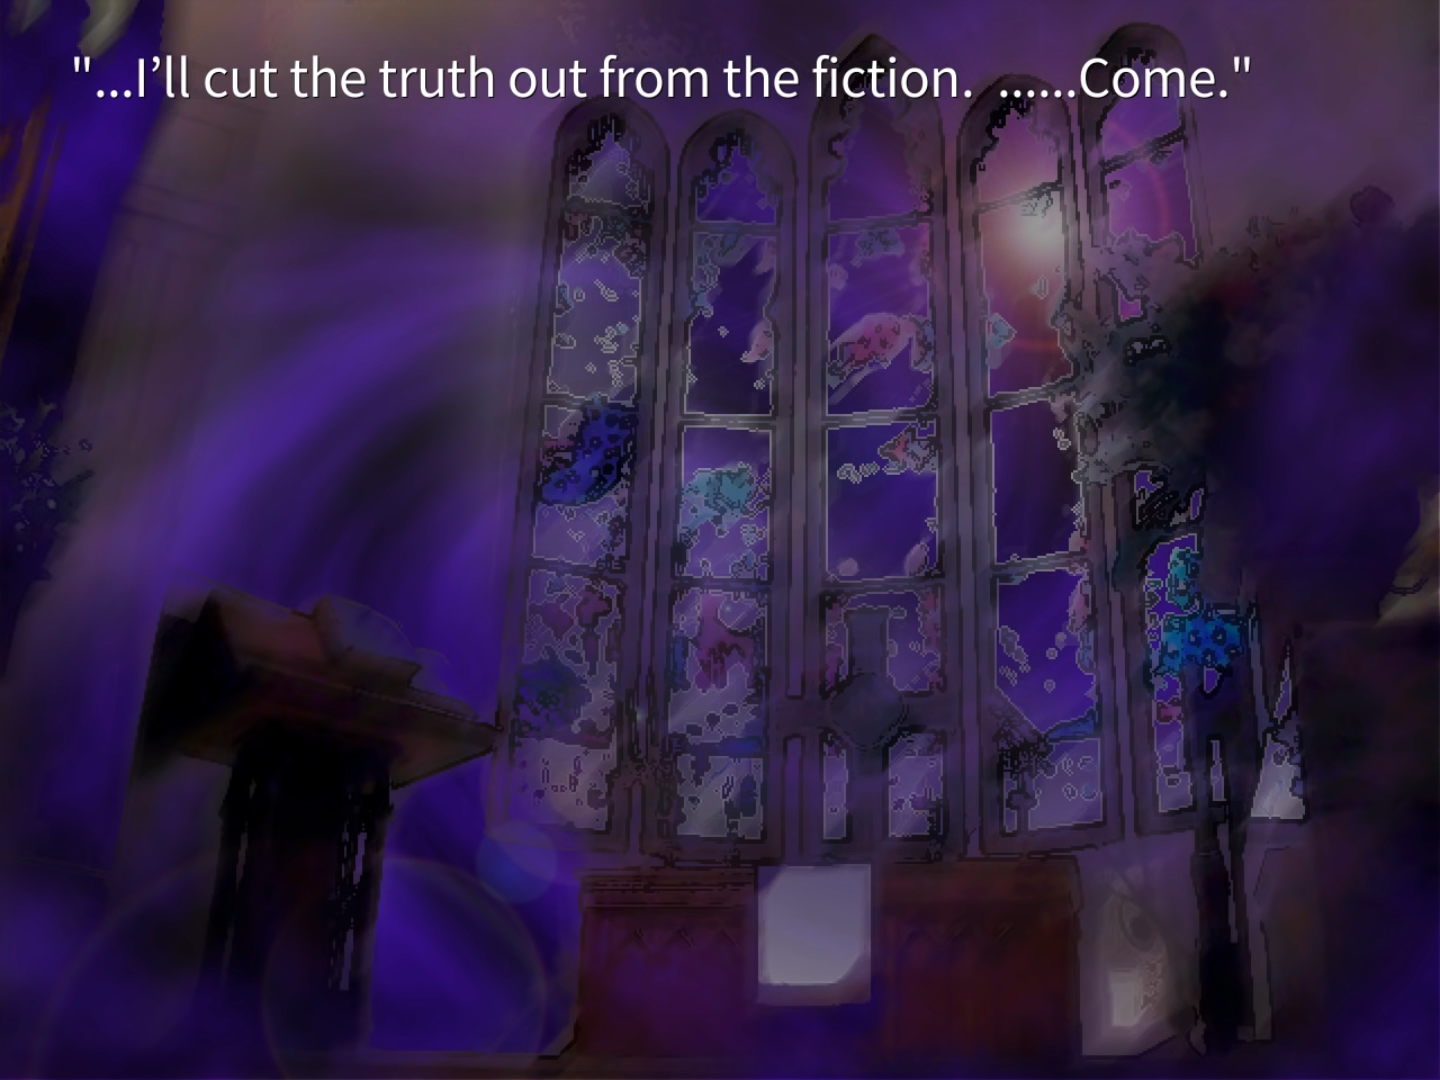 "...I’ll cut the truth out from the fiction.  ......Come."